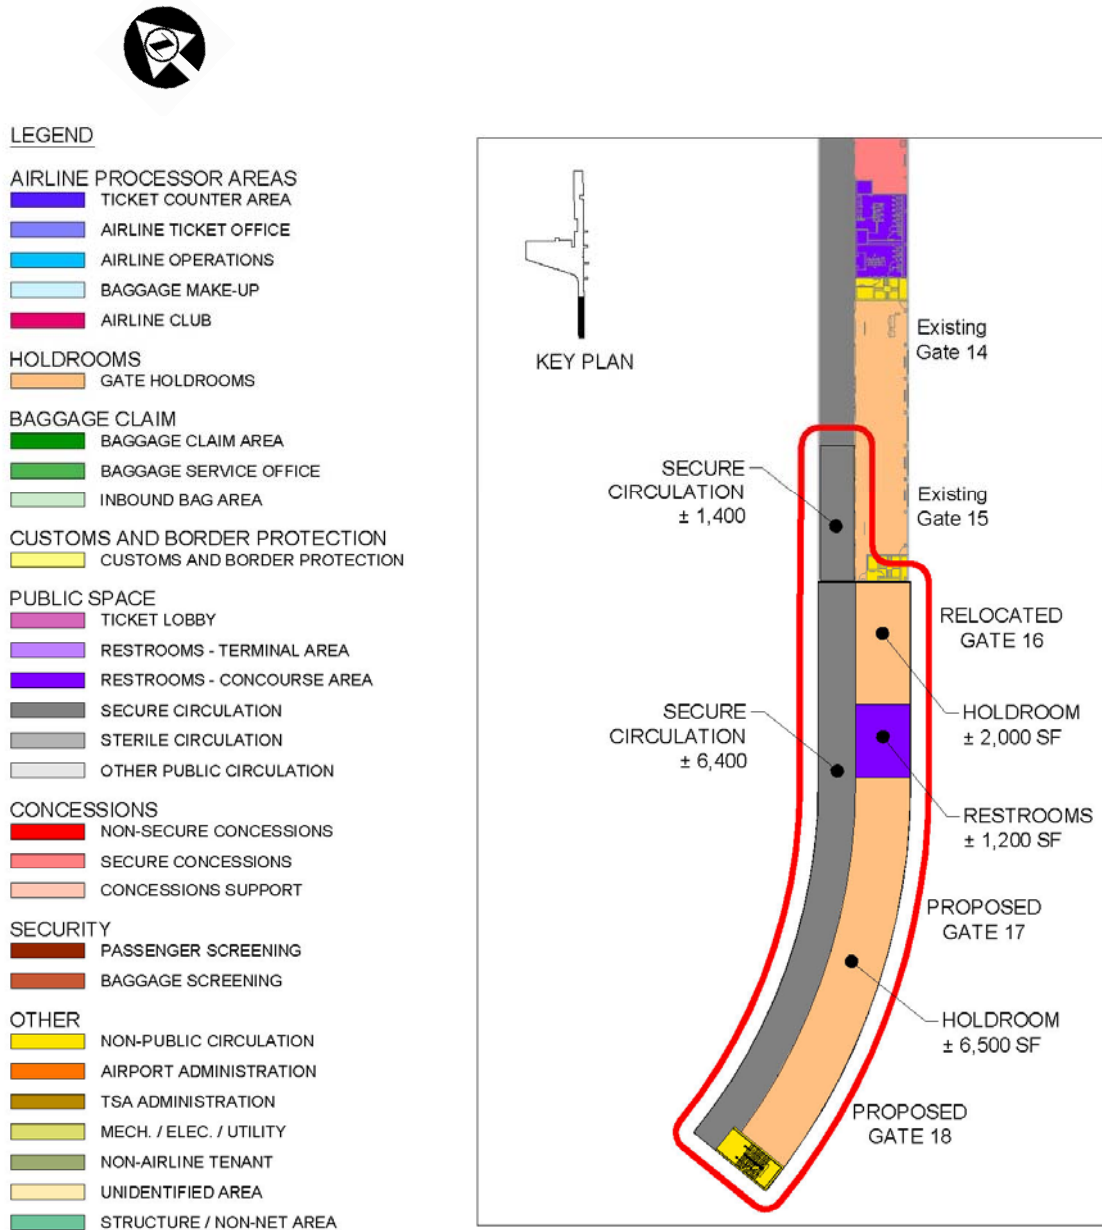 LEGEND
AIRLINE PROCESSOR AREAS
TICKET COUNTER AREA
AIRLINE TICKET OFFICE
AIRLINE OPERATIONS
BAGGAGE MAKE-UP
AIRLINE CLUB
HOLDROOMS
GATE HOLDROOMS
BAGGAGE CLAIM
BAGGAGE CLAIM AREA
BAGGAGE SERVICE OFFICE
INBOUND BAG AREA
CUSTOMS AND BORDER PROTECTION
CUSTOMS AND BORDER PROTECTION
PUBLIC SPACE
TICKET LOBBY
RESTROOMS - TERMINAL AREA
RESTROOMS - CONCOURSE AREA
SECURE CIRCULATION
STERILE CIRCULATION
OTHER PUBLIC CIRCULATION
CONCESSIONS
NON-SECURE CONCESSIONS
SECURE CONCESSIONS
CONCESSIONS SUPPORT
SECURITY
PASSENGER SCREENING
BAGGAGE SCREENING
OTHER
NON-PUBLIC CIRCULATION
AIRPORT ADMINISTRATION
TSA ADMINISTRATION
MECH. / ELEC. / UTILITY
NON-AIRLINE TENANT
UNIDENTIFIED AREA
STRUCTURE / NON-NET AREA
KEY PLAN
Existing
Gate 14
SECURE
CIRCULATION
± 1,400
Existing
Gate 15
RELOCATED
GATE 16
SECURE
CIRCULATION
± 6,400
HOLDROOM
± 2,000 SF
RESTROOMS
± 1,200 SF
PROPOSED
GATE 17
HOLDROOM
± 6,500 SF
PROPOSED
GATE 18